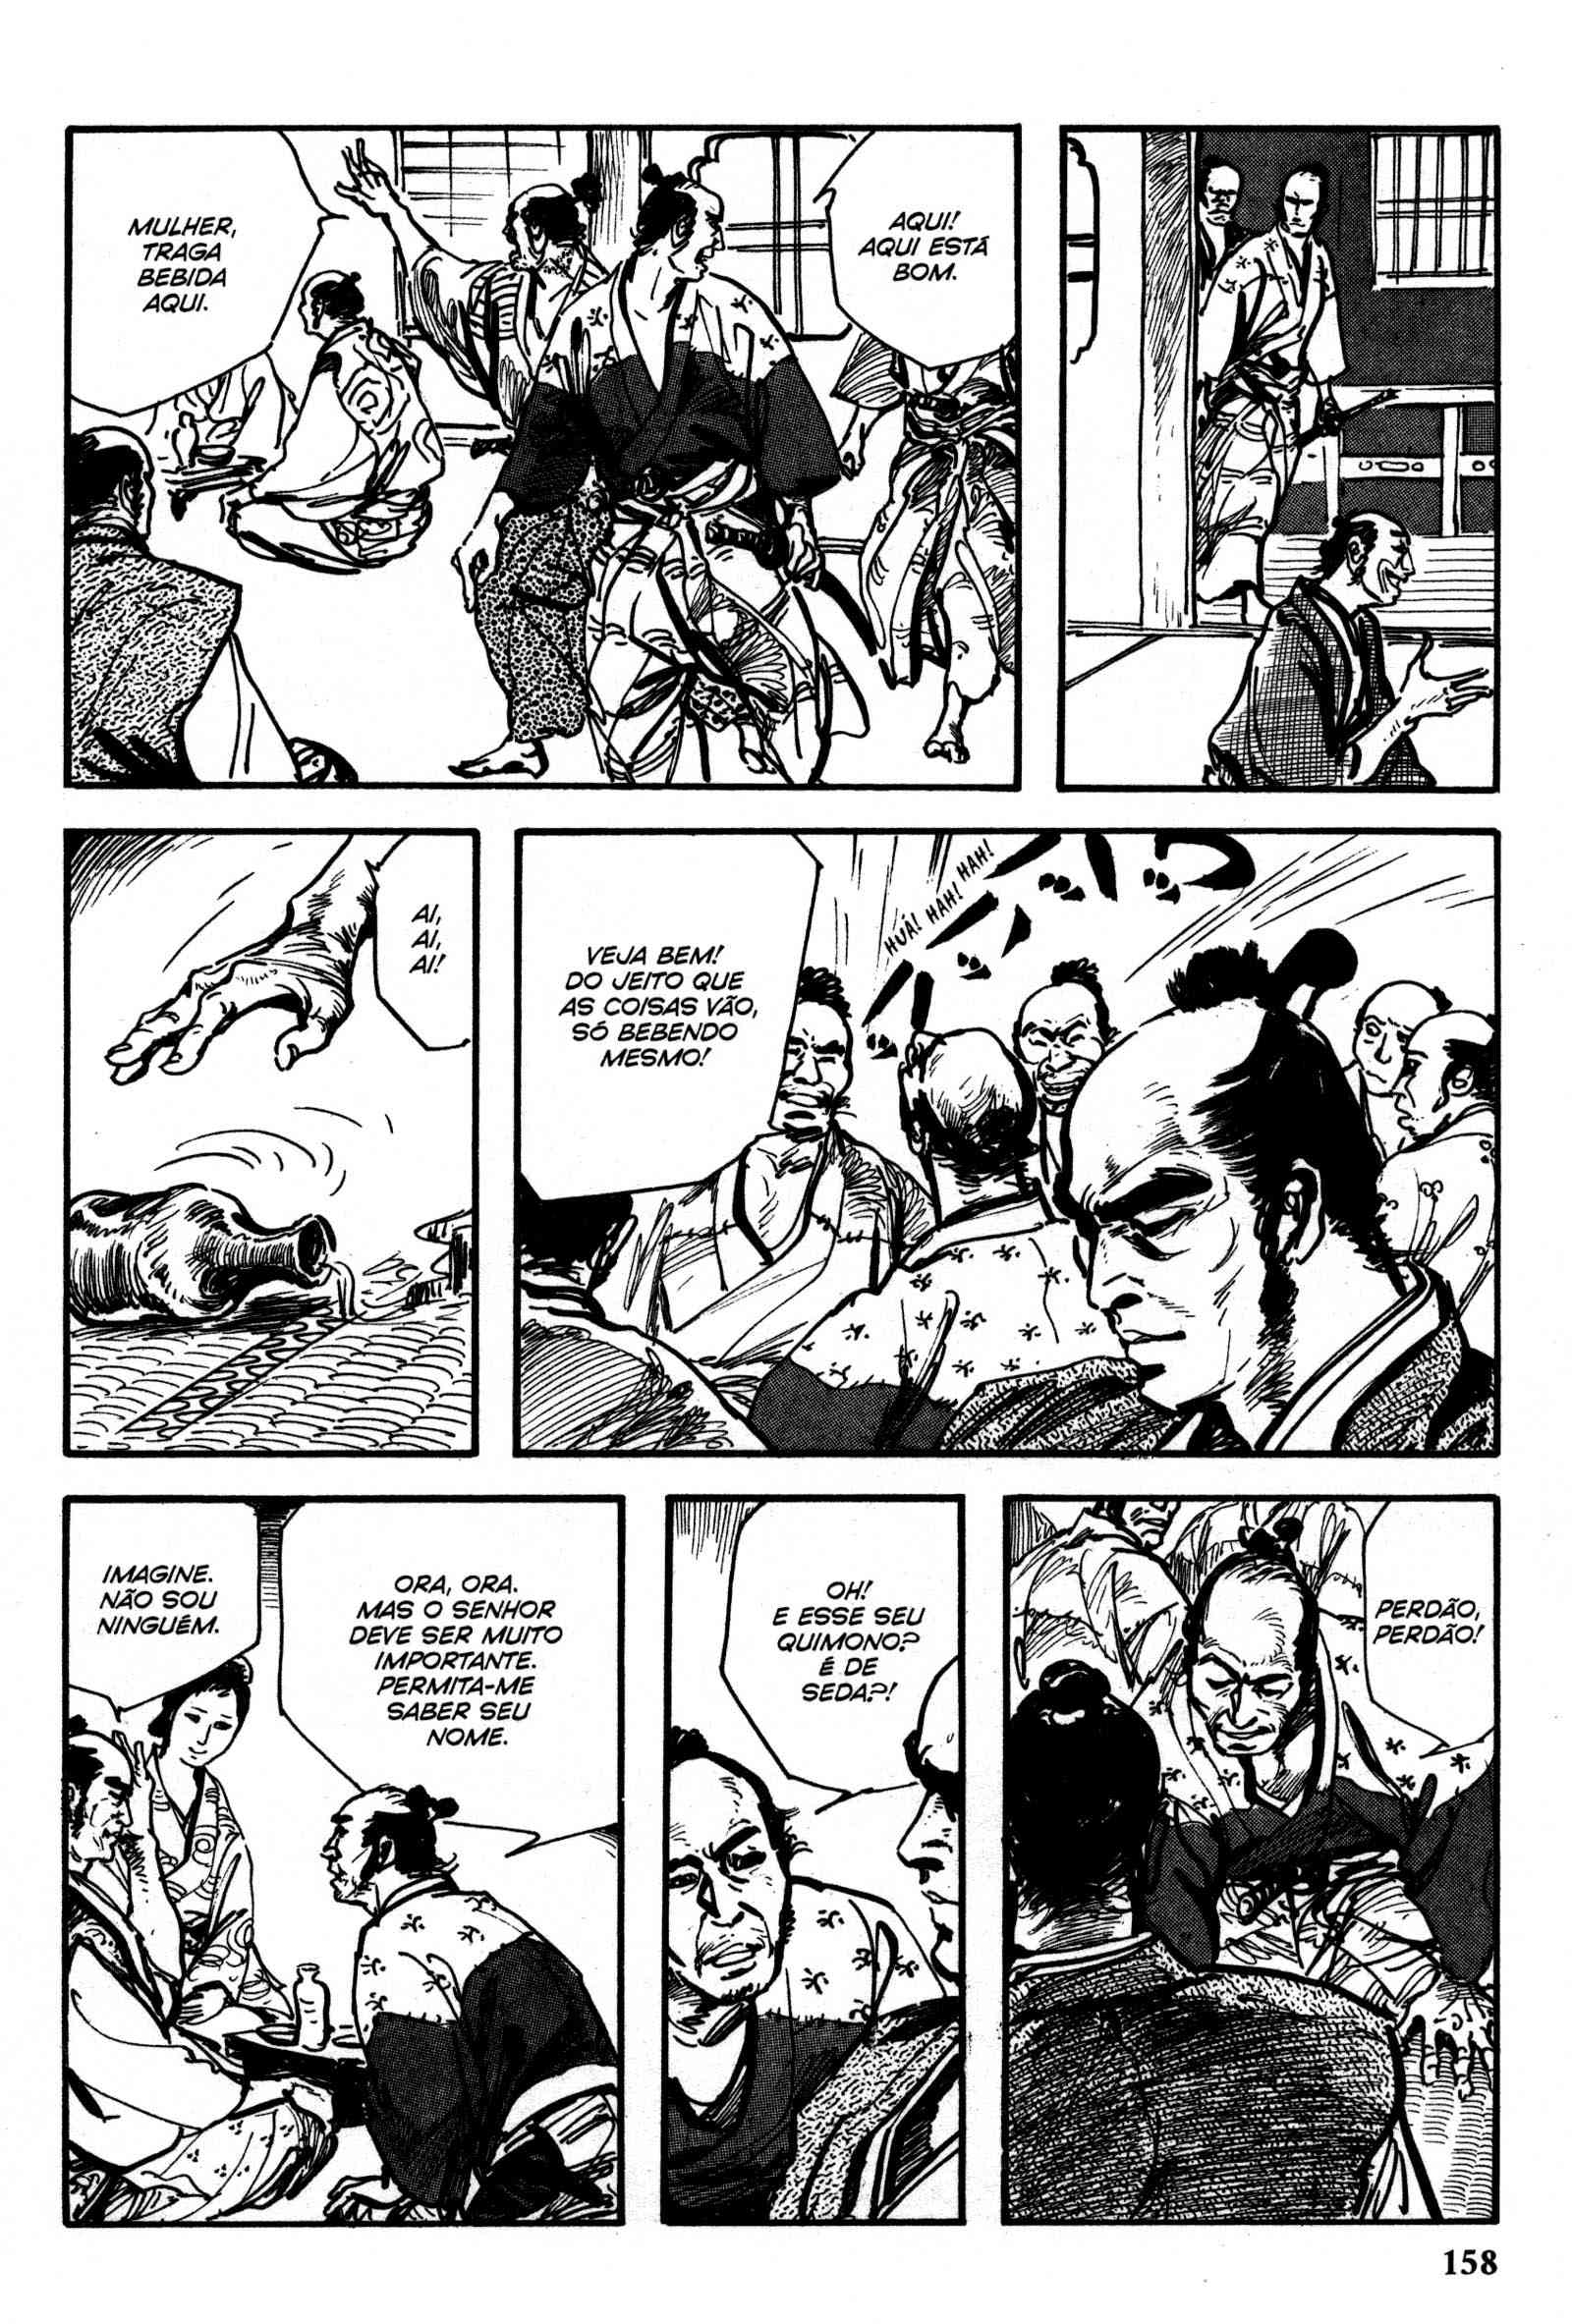 AQUI!
AQUI ESTÁ
BOM.
MULHER,
TRAGA
BEBIDA
AQUI.
HUÁ! HAH! HAH!
VEJA BEM!
DO JEITO QUE
AS COISAS VÃO,
SÓ BEBENDO
MESMO!
AI,
AI,
AI!
PERDÃO,
PERDÃO!
OH!
E ESSE SEU
QUIMONO?
É DE
SEDA?!
ORA, ORA.
MAS O SENHOR
DEVE SER MUITO
IMPORTANTE.
PERMITA-ME
SABER SEU
NOME.
IMAGINE.
NÃO SOU
NINGUÉM.
158